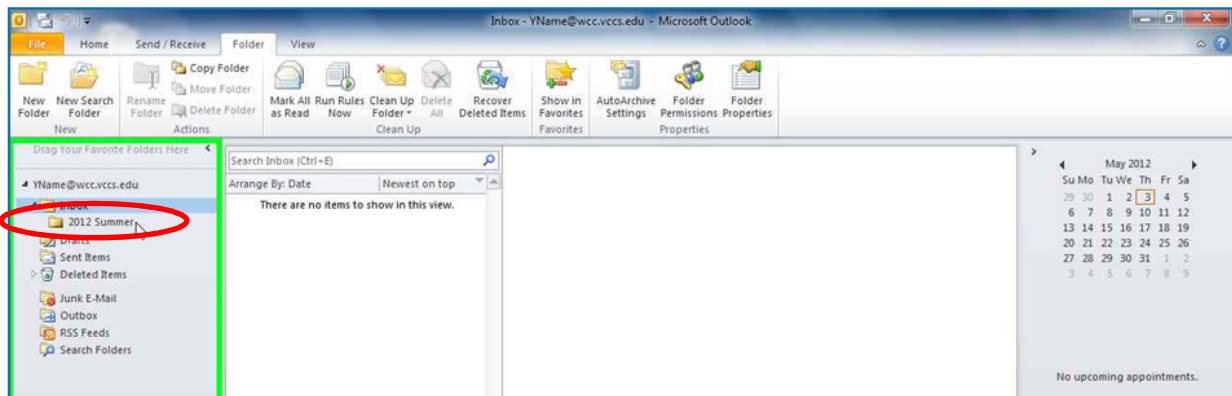 Inbox - YName@wcc.vccs.edu - Microsoft Outlook
File Home Send / Receive Folder View
New Folder
New Search Folder
New
Rename Folder
Copy Folder
Move Folder
Delete Folder
Actions
Mark All as Read
Run Rules Now
Clean Up Folder
Delete All
Recover Deleted Items
Clean Up
Show in Favorites
Favorites
AutoArchive Settings
Folder Permissions
Folder Properties
Properties
Drag Your Favorite Folders Here
YName@wcc.vccs.edu
Inbox
2012 Summer
Drafts
Sent Items
Deleted Items
Junk E-Mail
Outbox
RSS Feeds
Search Folders
Search Inbox (Ctrl+E)
Arrange By: Date Newest on top
There are no items to show in this view.
May 2012
Su Mo Tu We Th Fr Sa
29 30 1 2 3 4 5
6 7 8 9 10 11 12
13 14 15 16 17 18 19
20 21 22 23 24 25 26
27 28 29 30 31 1 2
3 4 5 6 7 8 9
No upcoming appointments.